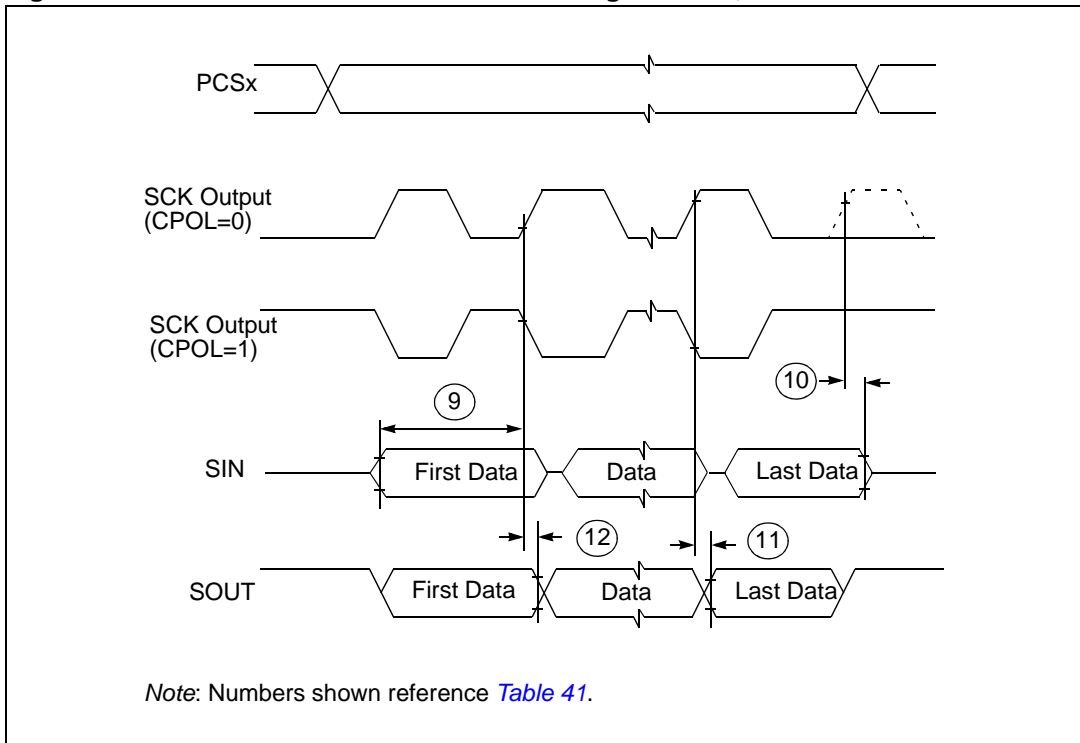 PCSx
SCK Output
(CPOL=0)
SCK Output
(CPOL=1)
10
9
SIN
First Data
Data
Last Data
12
11
SOUT
First Data
Data
Last Data
Note: Numbers shown reference Table 41.